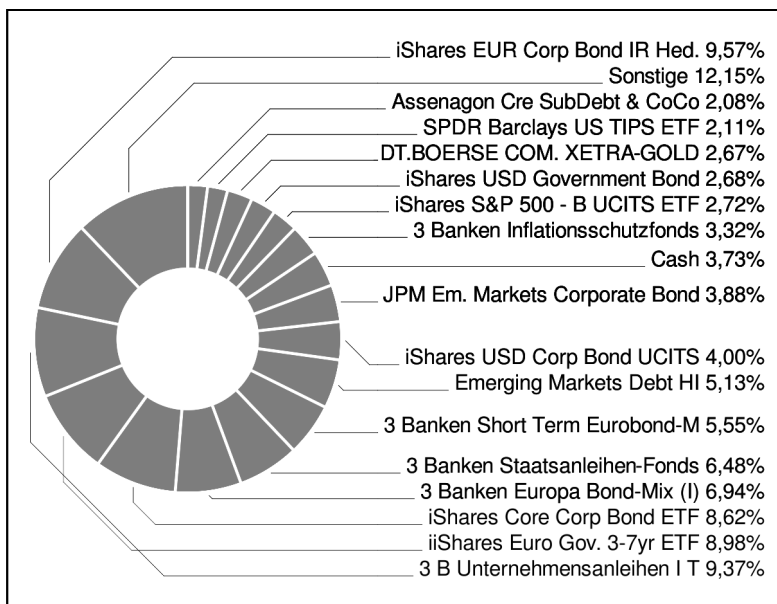 iShares EUR Corp Bond IR Hed. 9,57%
Sonstige 12,15%
Assenagon Cre SubDebt & CoCo 2,08%
SPDR Barclays US TIPS ETF 2,11%
DT.BOERSE COM. XETRA-GOLD 2,67%
iShares USD Government Bond 2,68%
iShares S&P 500 - B UCITS ETF 2,72%
3 Banken Inflationsschutzfonds 3,32%
Cash 3,73%
JPM Em. Markets Corporate Bond 3,88%
iShares USD Corp Bond UCITS 4,00%
Emerging Markets Debt HI 5,13%
3 Banken Short Term Eurobond-M 5,55%
3 Banken Staatsanleihen-Fonds 6,48%
3 Banken Europa Bond-Mix (I) 6,94%
iShares Core Corp Bond ETF 8,62%
iiShares Euro Gov. 3-7yr ETF 8,98%
3 B Unternehmensanleihen I T 9,37%